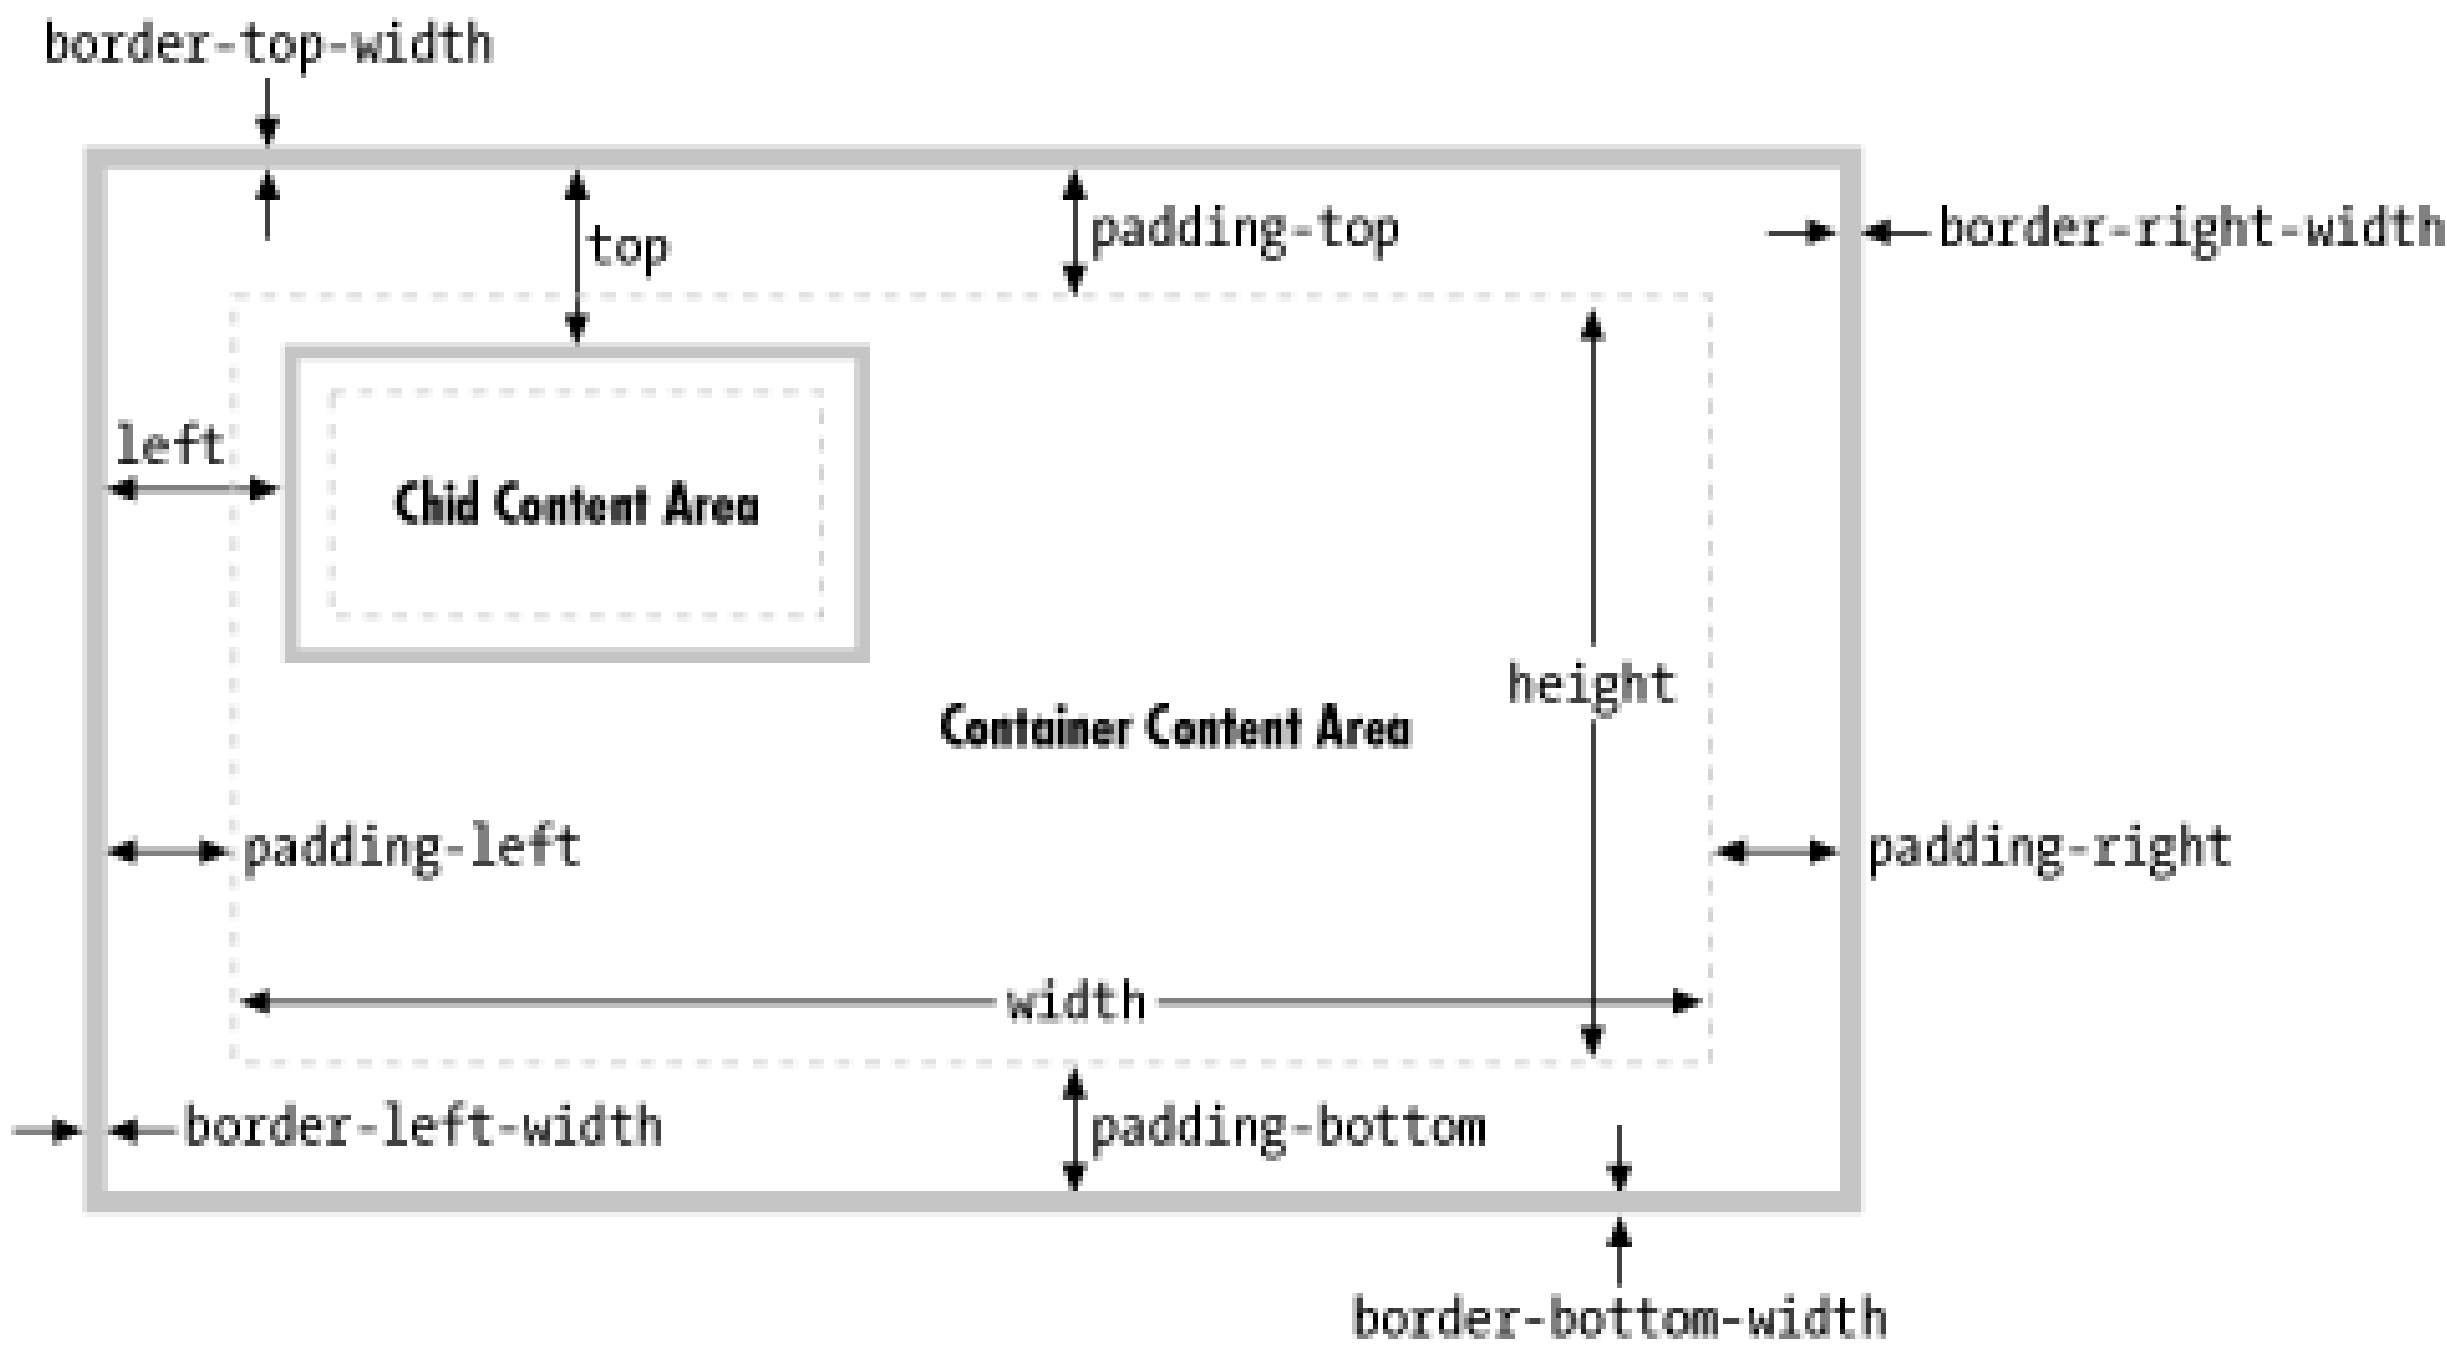 border-top-width
top
padding-top
border-right-width
left
Chid Content Area
height
Container Content Area
padding-left
padding-right
width
border-left-width
padding-bottom
border-bottom-width